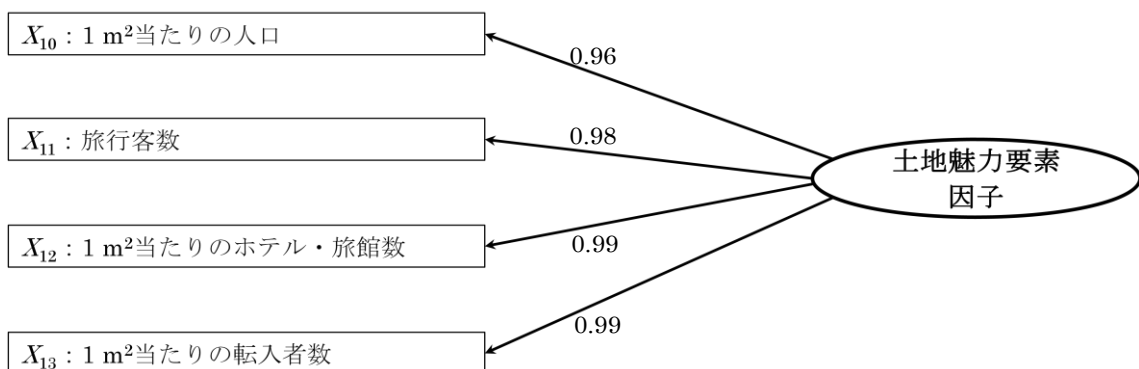 X₁₀：1 m²当たりの人口
0.96
X₁₁：旅行客数
0.98
土地魅力要素
因子
X₁₂：1 m²当たりのホテル・旅館数
0.99
0.99
X₁₃：1 m²当たりの転入者数